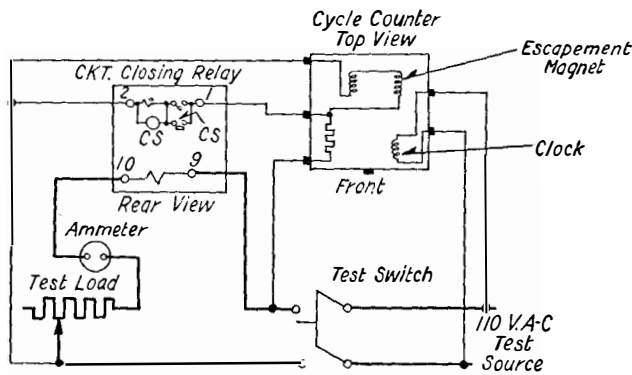 Cycle Counter
Top View
Escapement
Magnet
CKT. Closing Relay
2
1
CS
CS
10
9
Clock
Front
Rear View
Ammeter
Test Load
Test Switch
110 V.A-C
Test
Source